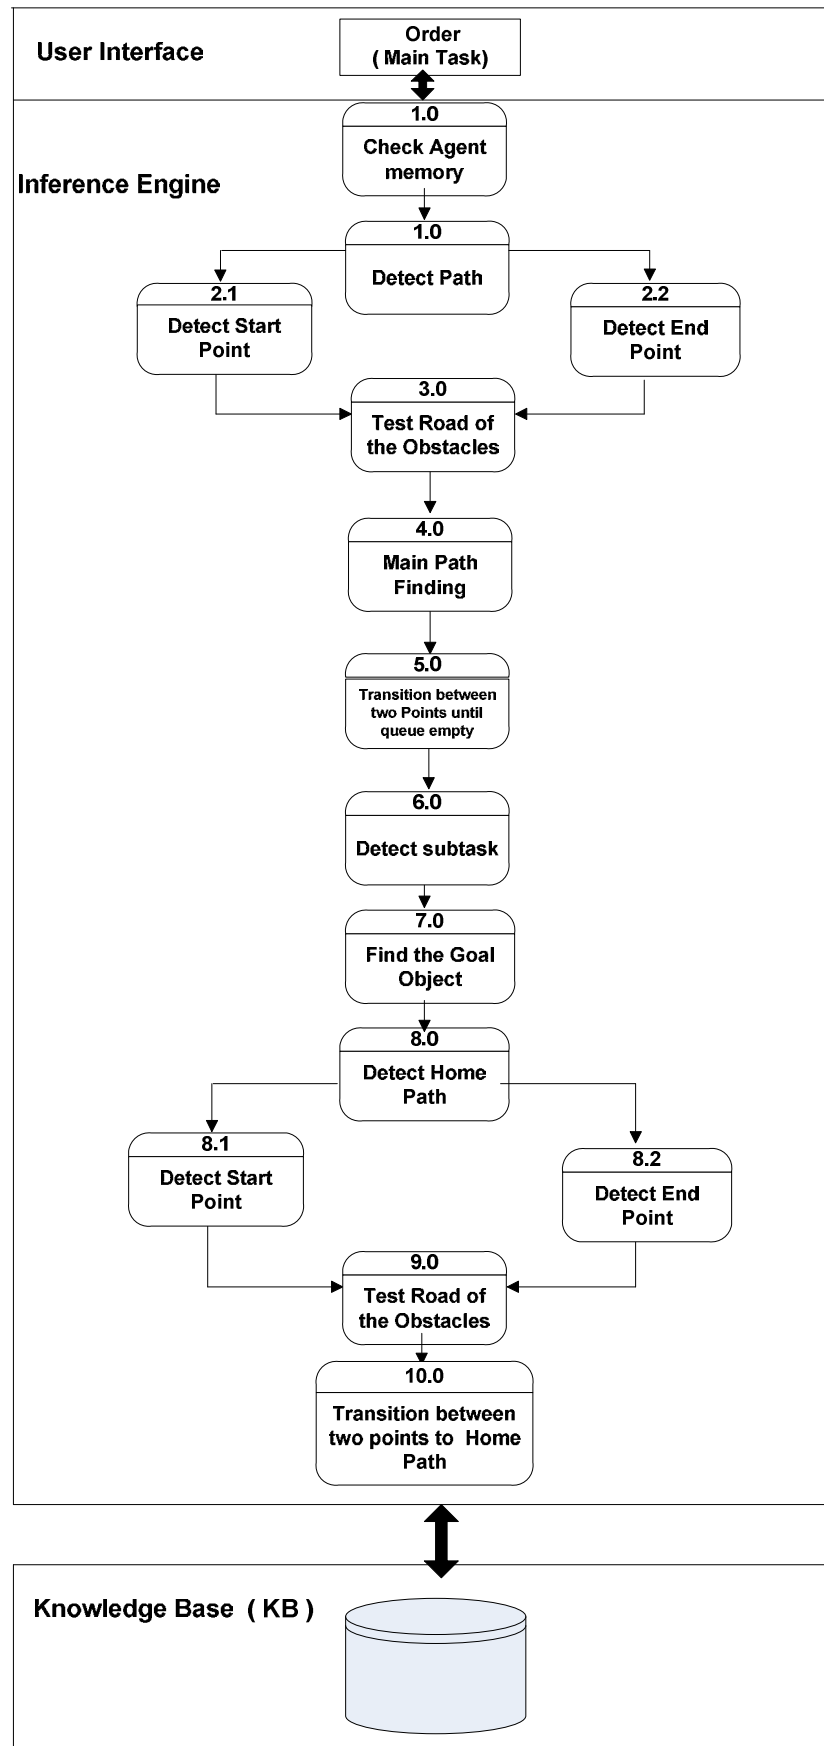 User Interface
Order
( Main Task)
1.0
Check Agent
memory
Inference Engine
1.0
Detect Path
2.1
Detect Start
Point
2.2
Detect End
Point
3.0
Test Road of
the Obstacles
4.0
Main Path
Finding
5.0
Transition between
two Points until
queue empty
6.0
Detect subtask
7.0
Find the Goal
Object
8.0
Detect Home
Path
8.1
Detect Start
Point
8.2
Detect End
Point
9.0
Test Road of
the Obstacles
10.0
Transition between
two points to Home
Path
Knowledge Base ( KB )